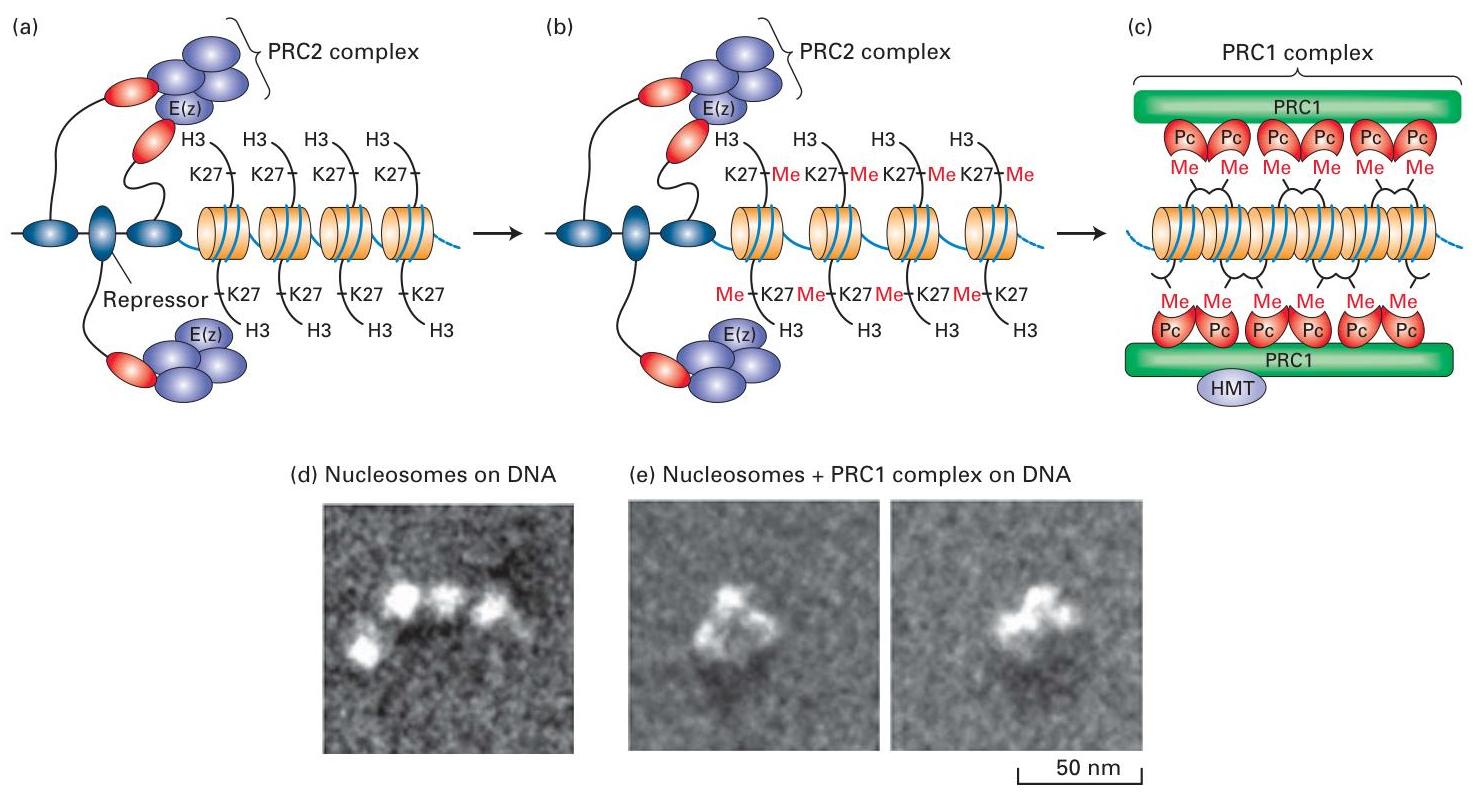 (a)
PRC2 complex
E(z)
H3 H3 H3 H3
K27 K27 K27 K27
Repressor
K27 K27 K27 K27
H3 H3 H3 H3
E(z)
(b)
PRC2 complex
E(z)
H3 H3 H3 H3
K27 Me K27 Me K27 Me K27 Me
Me K27 Me K27 Me K27 Me K27
H3 H3 H3 H3
E(z)
(c)
PRC1 complex
PRC1
Pc Pc Pc Pc Pc Pc
Me Me Me Me Me Me
Me Me Me Me Me Me
Pc Pc Pc Pc Pc Pc
PRC1
HMT
(d) Nucleosomes on DNA
(e) Nucleosomes + PRC1 complex on DNA
50 nm